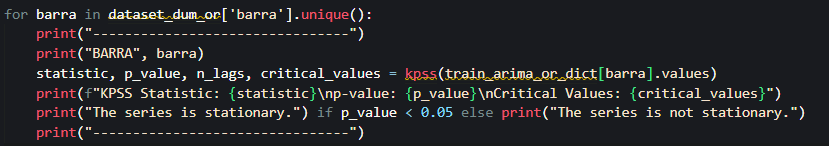 for barra in dataset_dum_or['barra'].unique():
    print("--------------------------------")
    print("BARRA", barra)
    statistic, p_value, n_lags, critical_values = kpss(train_arima_or_dict[barra].values)
    print(f"KPSS Statistic: {statistic}\np-value: {p_value}\nCritical Values: {critical_values}")
    print("The series is stationary.") if p_value < 0.05 else print("The series is not stationary.")
    print("--------------------------------")